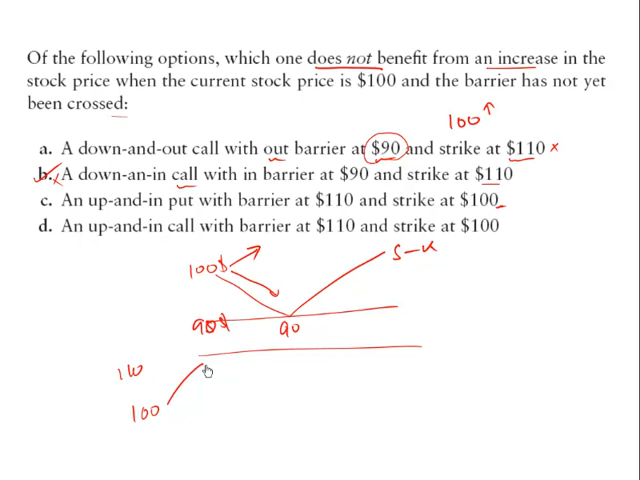 Of the following options, which one does not benefit from an increase in the
stock price when the current stock price is $100 and the barrier has not yet
been crossed:
100
a. A down-and-out call with out barrier at $90 and strike at $110 x
b. A down-an-in call with in barrier at $90 and strike at $110
c. An up-and-in put with barrier at $110 and strike at $100
d. An up-and-in call with barrier at $110 and strike at $100
S-K
100$
90$ 90
110
100